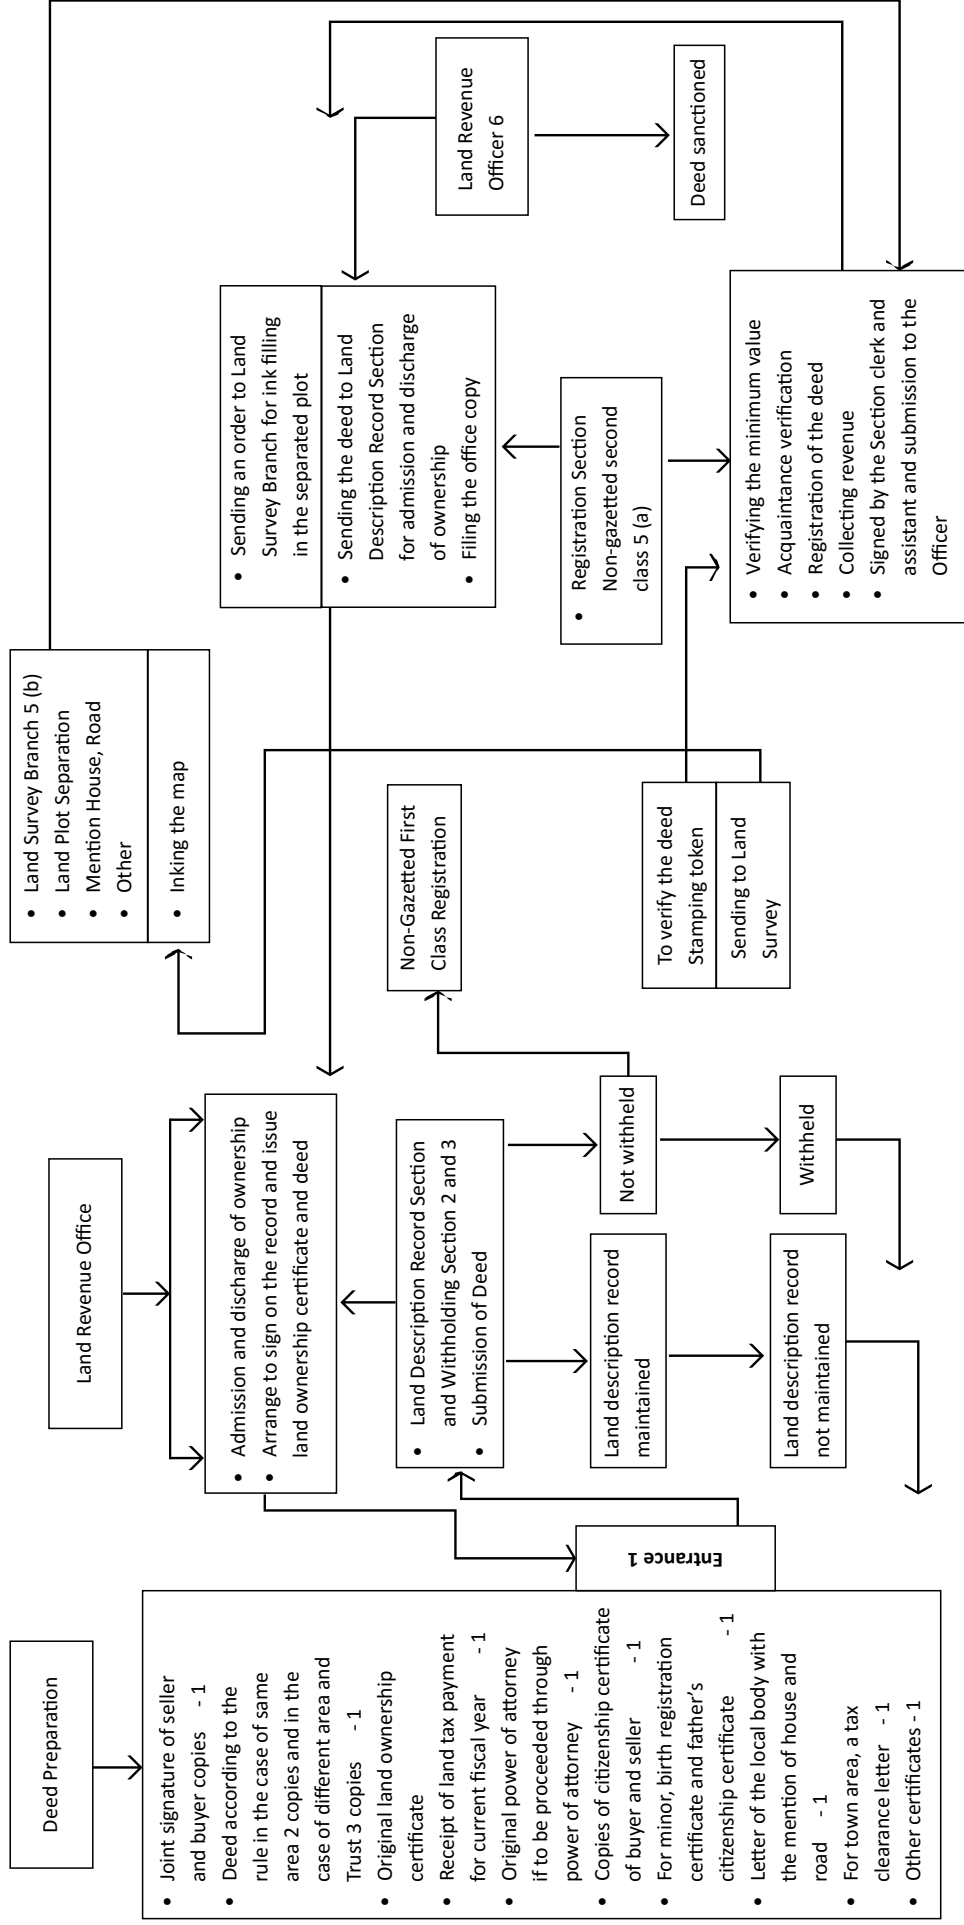 Deed Preparation
• Joint signature of seller
and buyer copies - 1
• Deed according to the
rule in the case of same
area 2 copies and in the
case of different area and
Trust 3 copies - 1
• Original land ownership
certificate
• Receipt of land tax payment
for current fiscal year - 1
• Original power of attorney
if to be proceeded through
power of attorney - 1
• Copies of citizenship certificate
of buyer and seller - 1
• For minor, birth registration
certificate and father's
citizenship certificate - 1
• Letter of the local body with
the mention of house and
road - 1
• For town area, a tax
clearance letter - 1
• Other certificates - 1
Entrance 1
Land Revenue Office
• Admission and discharge of ownership
• Arrange to sign on the record and issue
land ownership certificate and deed
• Land Description Record Section
and Withholding Section 2 and 3
• Submission of Deed
Land description record
maintained
Land description record
not maintained
Not withheld
Withheld
• Land Survey Branch 5 (b)
• Land Plot Separation
• Mention House, Road
• Other
• Inking the map
Non-Gazetted First
Class Registration
To verify the deed
Stamping token
Sending to Land
Survey
• Sending an order to Land
Survey Branch for ink filling
in the separated plot
• Sending the deed to Land
Description Record Section
for admission and discharge
of ownership
• Filing the office copy
• Registration Section
Non-gazetted second
class 5 (a)
• Verifying the minimum value
• Acquaintance verification
• Registration of the deed
• Collecting revenue
• Signed by the Section clerk and
assistant and submission to the
Officer
Land Revenue
Officer 6
Deed sanctioned